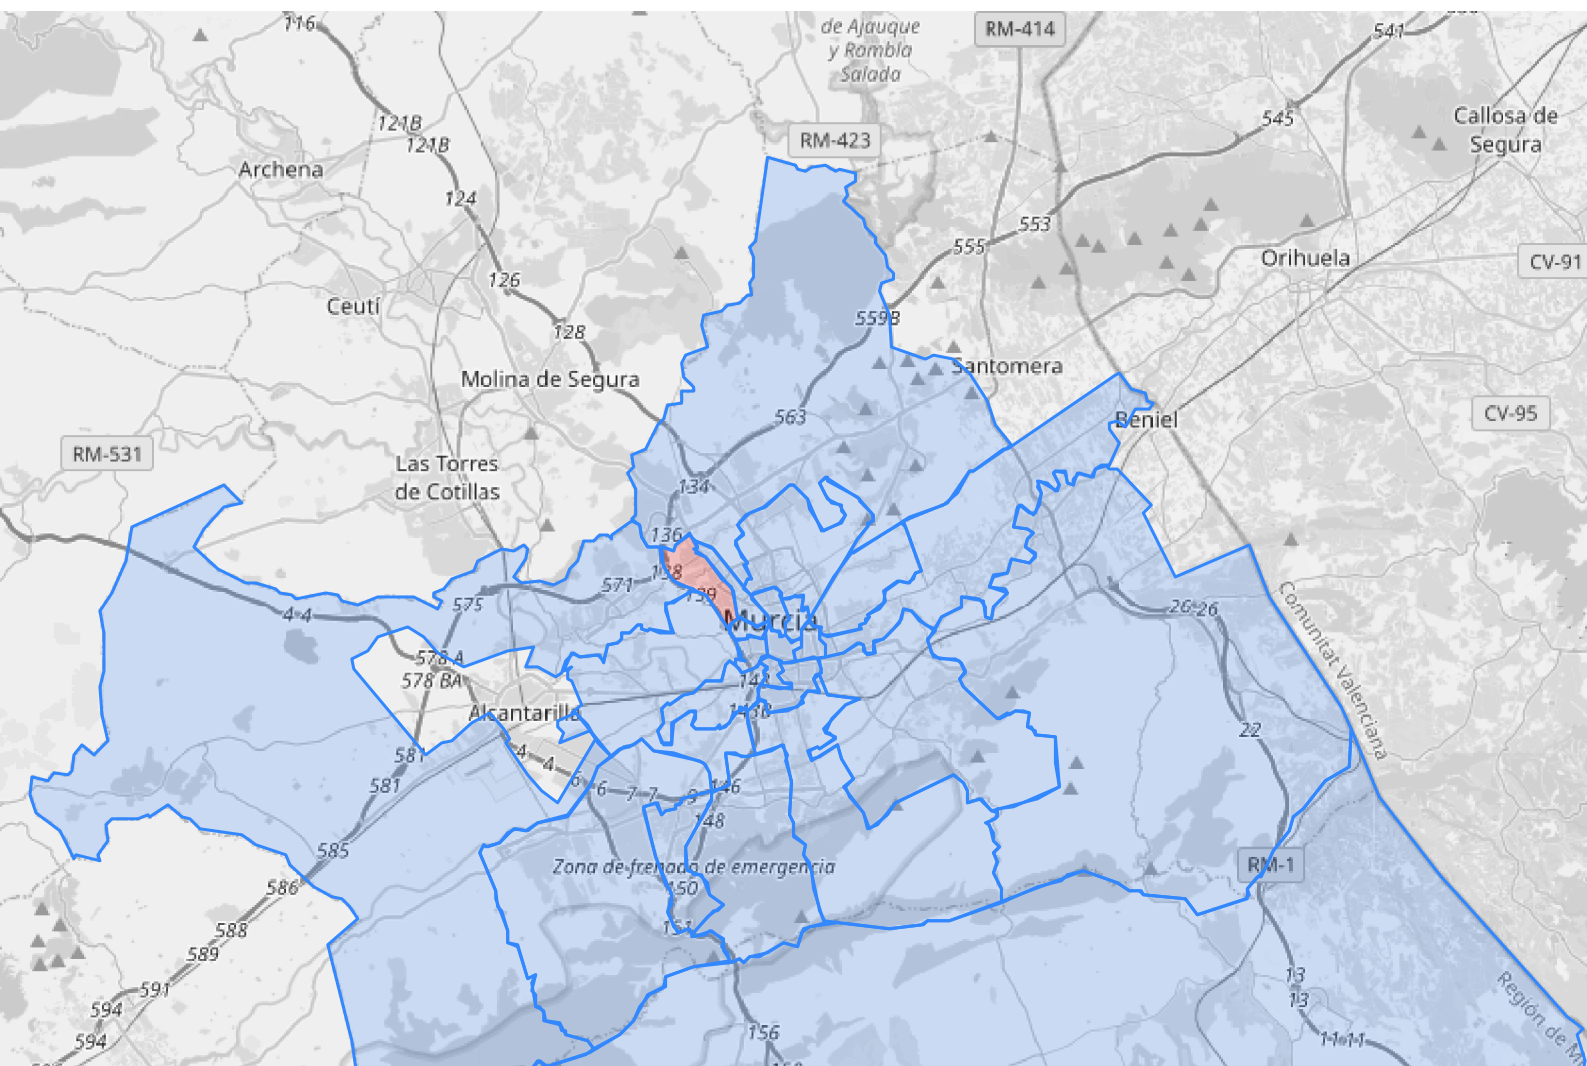 116
de Ajauque
y Rambla
Salada
RM-414
541
121B
121B
RM-423
545
Callosa de
Segura
Archena
124
553
555
Orihuela
CV-91
126
Ceutí
128
559B
Molina de Segura
Santomera
563
Beniel
CV-95
RM-531
Las Torres
de Cotillas
134
136
138
571
139
575
4-4
Murcia
1
26-26
Comunitat Valenciana
578 A
578 BA
142
Alcantarilla
143B
22
581
4
4
581
6
6
7
7
9
146
148
585
Zona de frenado de emergencia
RM-1
586
150
588
151
589
13
591
13
Región de M
594
156
11-11
594